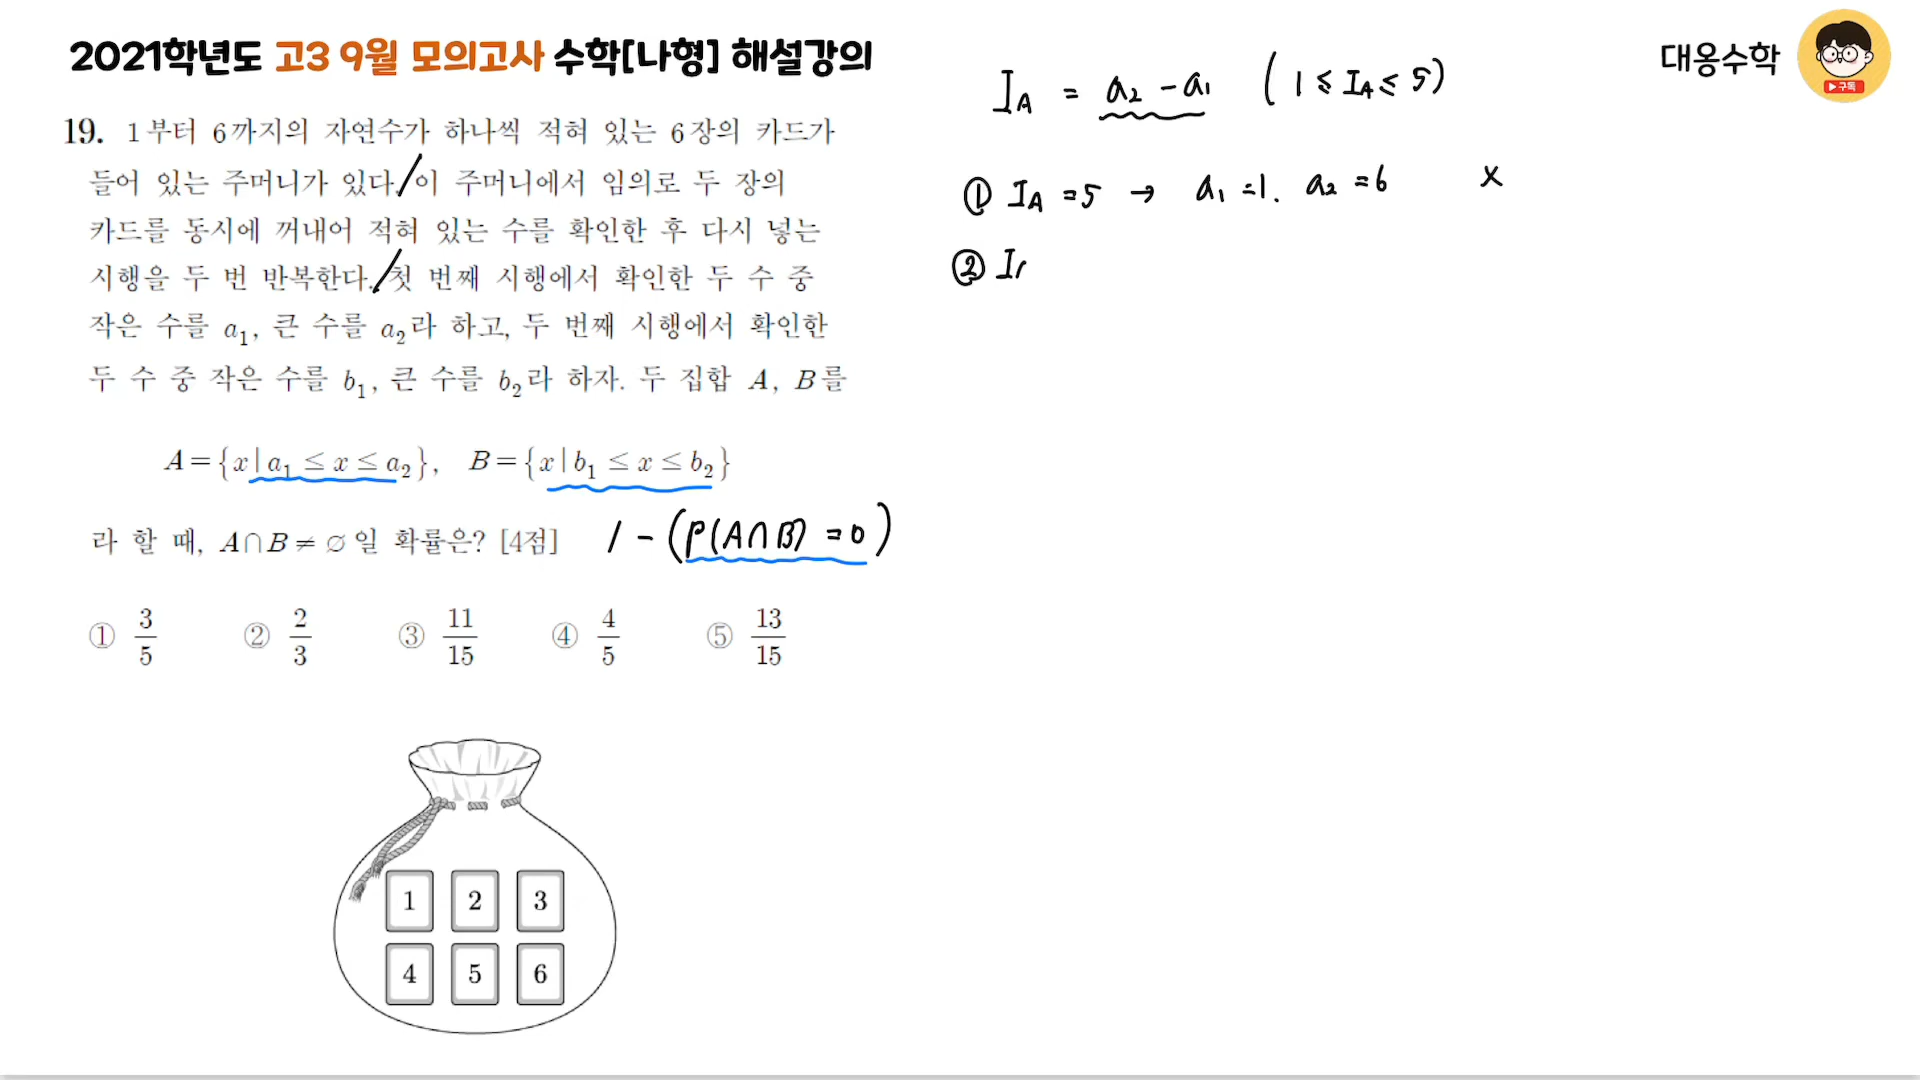 2021학년도 고3 9월 모의고사 수학[나형] 해설강의
대웅수학
구독
19. 1부터 6까지의 자연수가 하나씩 적혀 있는 6장의 카드가
들어 있는 주머니가 있다. 이 주머니에서 임의로 두 장의
카드를 동시에 꺼내어 적혀 있는 수를 확인한 후 다시 넣는
시행을 두 번 반복한다. 첫 번째 시행에서 확인한 두 수 중
작은 수를 a₁, 큰 수를 a₂라 하고, 두 번째 시행에서 확인한
두 수 중 작은 수를 b₁, 큰 수를 b₂라 하자. 두 집합 A, B를
A={x|a₁≤x≤a₂}, B={x|b₁≤x≤b₂}
라 할 때, A∩B≠∅일 확률은? [4점] 1-(P(A∩B)=0)
① 3/5 ② 2/3 ③ 11/15 ④ 4/5 ⑤ 13/15
1 2 3
4 5 6
I_A = a₂-a₁ (1≤I_A≤5)
① I_A=5 → a₁=1. a₂=6 x
② I